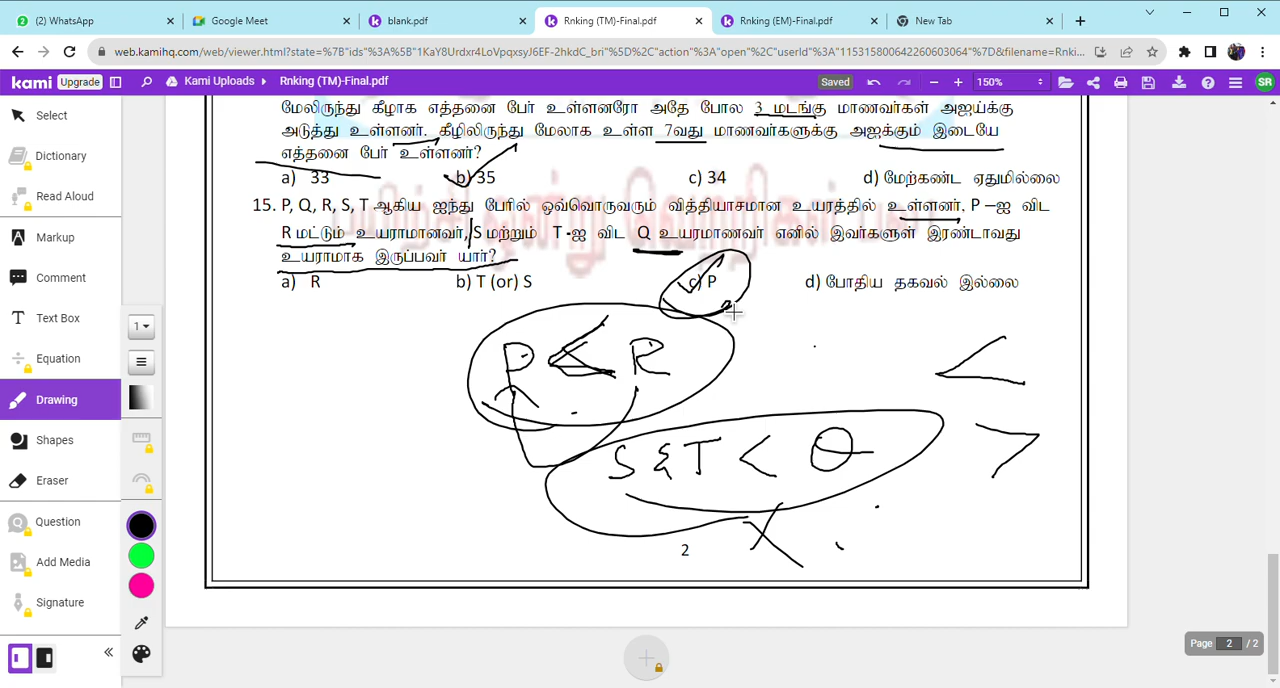 (2) WhatsApp
Google Meet
blank.pdf
Rnking (TM)-Final.pdf
Rnking (EM)-Final.pdf
New Tab
web.kamihq.com/web/viewer.html?state=%7B"ids"%3A%5B"1KaY8Urdxr4LoVpqxsyJ6EF-2hkdC_bri"%5D%2C"action"%3A"open"%2C"userId"%3A"115315800642260603064"%7D&filename=Rnki...
kami Upgrade Kami Uploads Rnking (TM)-Final.pdf Saved 150% SR
Select
Dictionary
Read Aloud
Markup
Comment
Text Box
Equation
Drawing
Shapes
Eraser
Question
Add Media
Signature
1
மேலிருந்து கீழாக எத்தனை பேர் உள்ளனரோ அதே போல 3 மடங்கு மாணவர்கள் அஜய்க்கு
அடுத்து உள்ளனர். கீழிலிருந்து மேலாக உள்ள 7வது மாணவர்களுக்கு அஜக்கும் இடையே
எத்தனை பேர் உள்ளனர்?
a) 33 b) 35 c) 34 d) மேற்கண்ட ஏதுமில்லை
15. P, Q, R, S, T ஆகிய ஐந்து பேரில் ஒவ்வொருவரும் வித்தியாசமான உயரத்தில் உள்ளனர். P –ஐ விட
R மட்டும் உயராமானவர், S மற்றும் T -ஐ விட Q உயரமாணவர் எனில் இவர்களுள் இரண்டாவது
உயராமாக இருப்பவர் யார்?
a) R b) T (or) S c) P d) போதிய தகவல் இல்லை
P < R
<
S & T < Q
>
2
Page 2 / 2